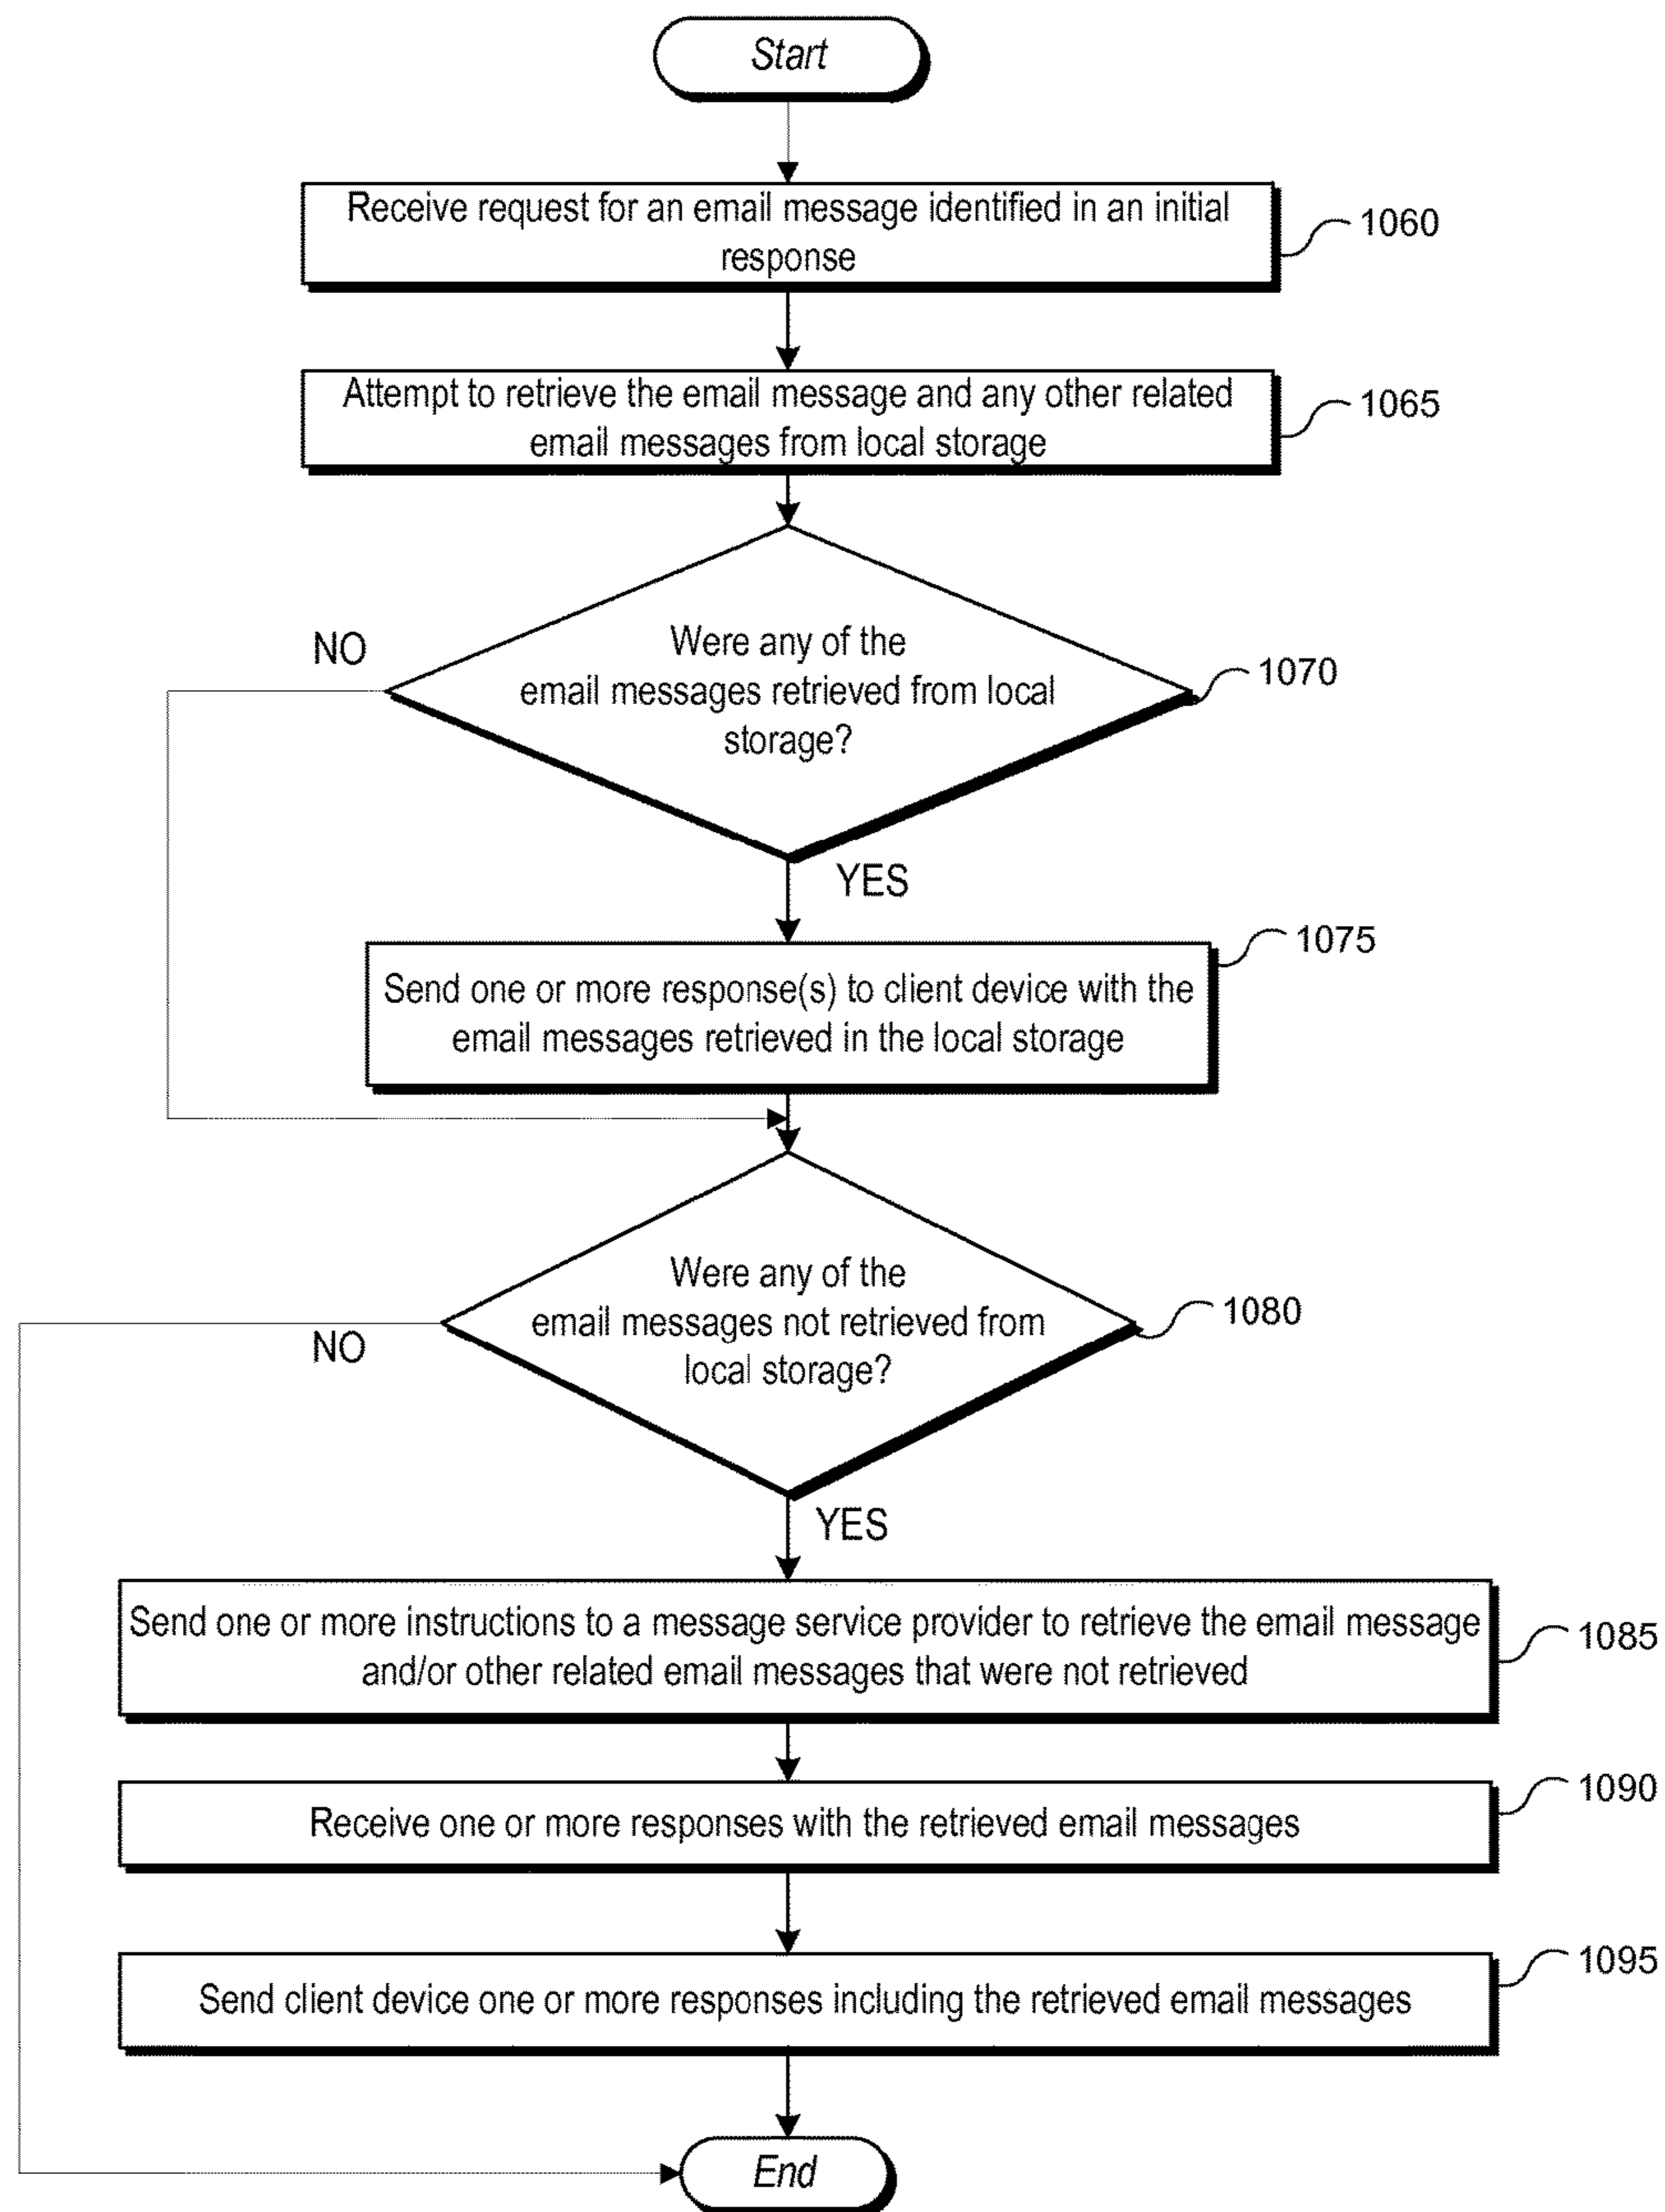 Start
Receive request for an email message identified in an initial
response
1060
Attempt to retrieve the email message and any other related
email messages from local storage
1065
Were any of the
email messages retrieved from local
storage?
1070
NO
YES
1075
Send one or more response(s) to client device with the
email messages retrieved in the local storage
Were any of the
email messages not retrieved from
local storage?
1080
NO
YES
Send one or more instructions to a message service provider to retrieve the email message
and/or other related email messages that were not retrieved
1085
1090
Receive one or more responses with the retrieved email messages
1095
Send client device one or more responses including the retrieved email messages
End